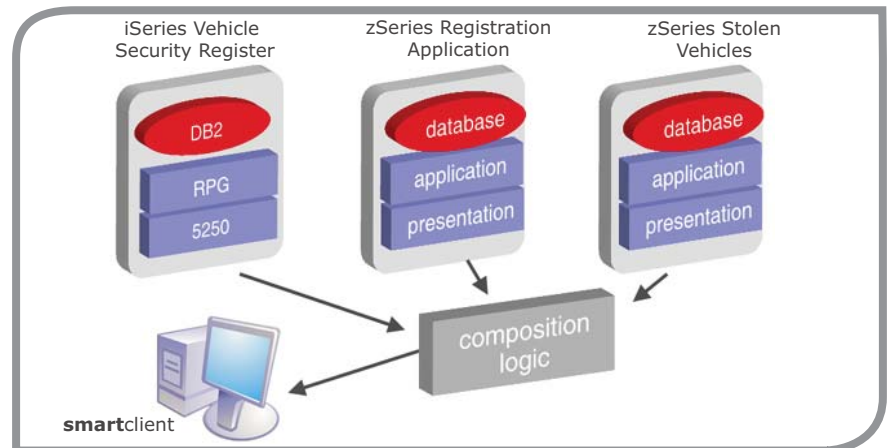 iSeries Vehicle
Security Register
zSeries Registration
Application
zSeries Stolen
Vehicles
DB2
RPG
5250
database
application
presentation
database
application
presentation
composition
logic
smartclient